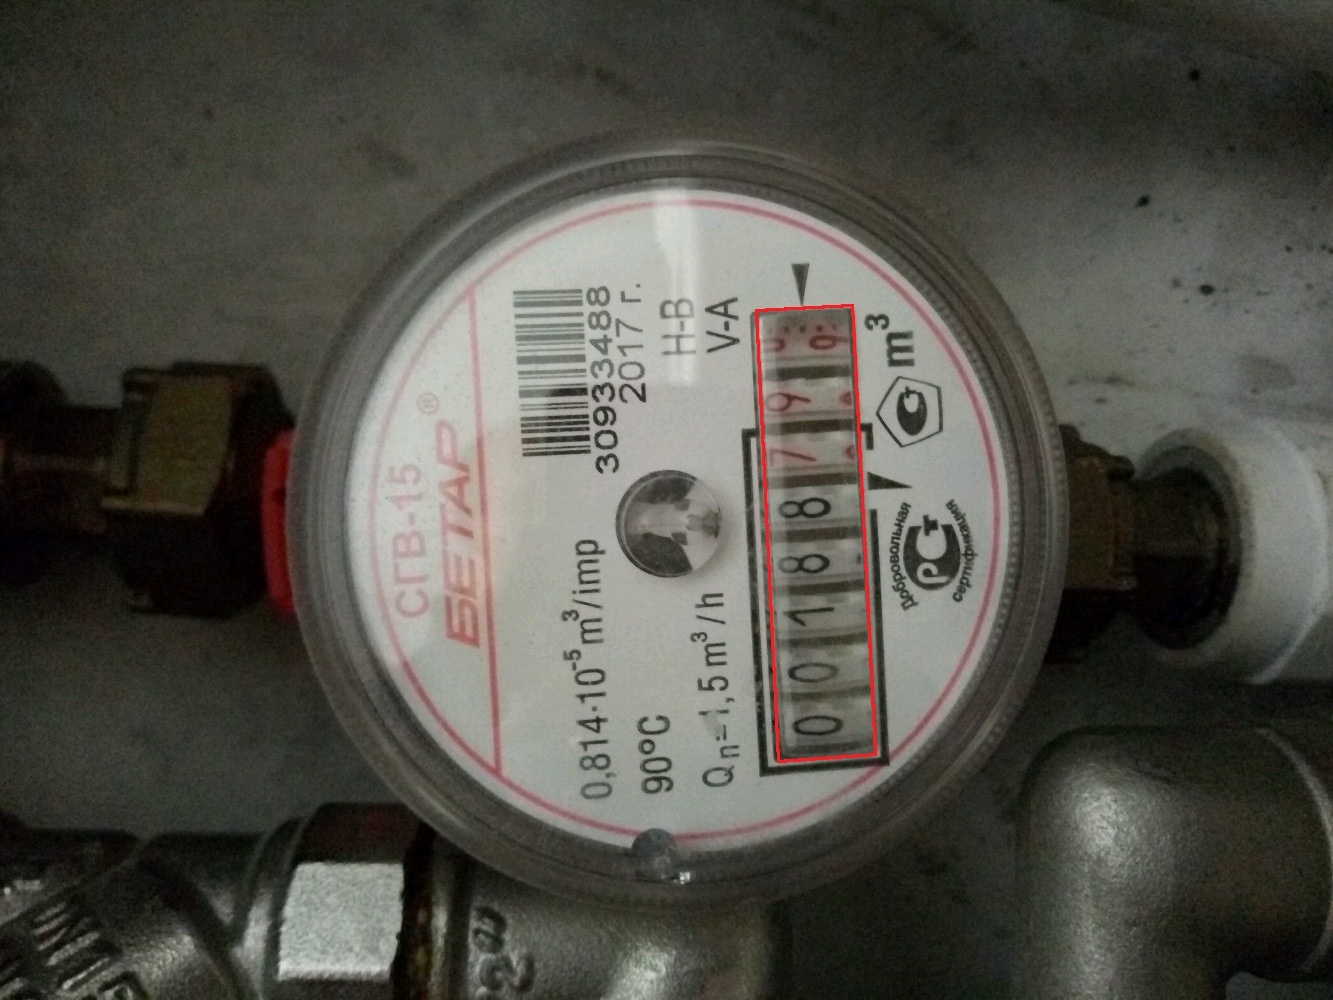 СГВ-15
БЕТАР®
30933488
2017 г.
0,814·10⁻⁵ m³/imp
90°C
H-B
V-A
Qn=1,5 m³/h
0018879
m³
Добровольная
РСт
сертификация